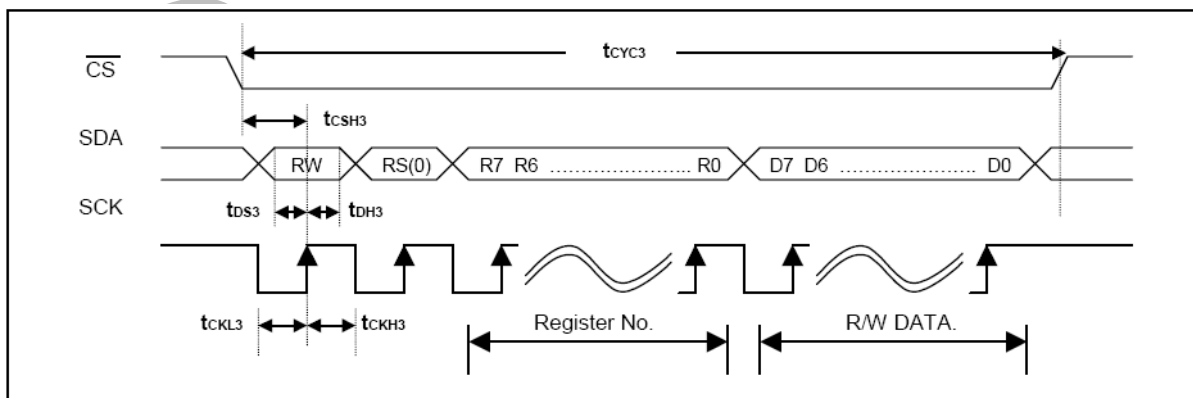 tCYC3
CS
tCSH3
SDA
RW RS(0) R7 R6 ........................ R0 D7 D6 ....................... D0
SCK
tDS3 tDH3
tCKL3 tCKH3 Register No. R/W DATA.